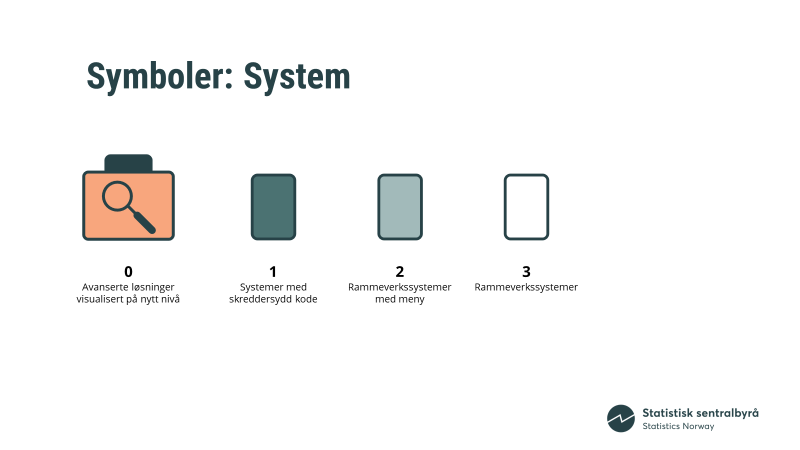 Symboler: System
0
Avanserte løsninger
visualisert på nytt nivå
1
Systemer med
skreddersydd kode
2
Rammeverkssystemer
med meny
3
Rammeverkssystemer
Statistisk sentralbyrå
Statistics Norway